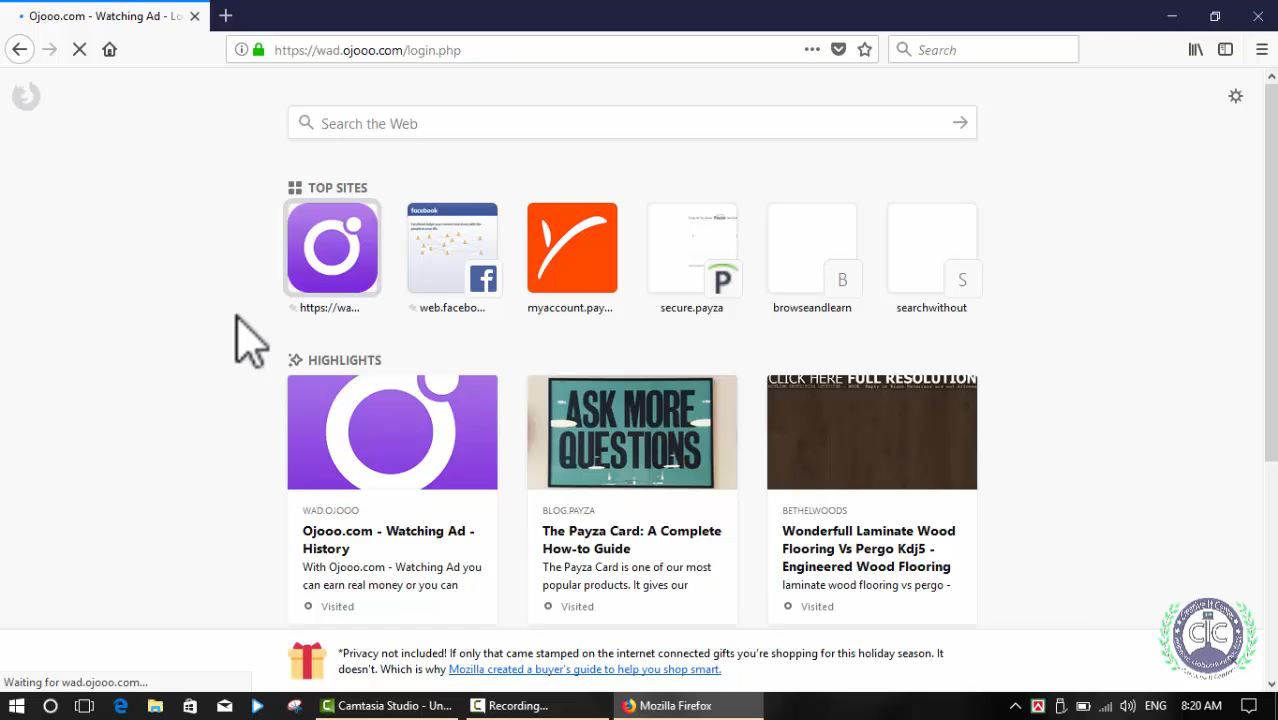 Ojooo.com - Watching Ad - Lo
https://wad.ojooo.com/login.php
Search
Search the Web
TOP SITES
facebook
B
S
https://wa...
web.facebo...
myaccount.pay...
secure.payza
browseandlearn
searchwithout
HIGHLIGHTS
ASK MORE
QUESTIONS
CLICK HERE FULL RESOLUTION
WAD.OJOOO
Ojooo.com - Watching Ad -
History
With Ojooo.com - Watching Ad you
can earn real money or you can
Visited
BLOG.PAYZA
The Payza Card: A Complete
How-to Guide
The Payza Card is one of our most
popular products. It gives our
Visited
BETHELWOODS
Wonderfull Laminate Wood
Flooring Vs Pergo Kdj5 -
Engineered Wood Flooring
laminate wood flooring vs pergo -
Visited
*Privacy not included! If only that came stamped on the internet connected gifts you're shopping for this holiday season. It
doesn't. Which is why Mozilla created a buyer's guide to help you shop smart.
Waiting for wad.ojooo.com...
Creative It Center
CIC
Camtasia Studio - Un...
Recording...
Mozilla Firefox
ENG
8:20 AM